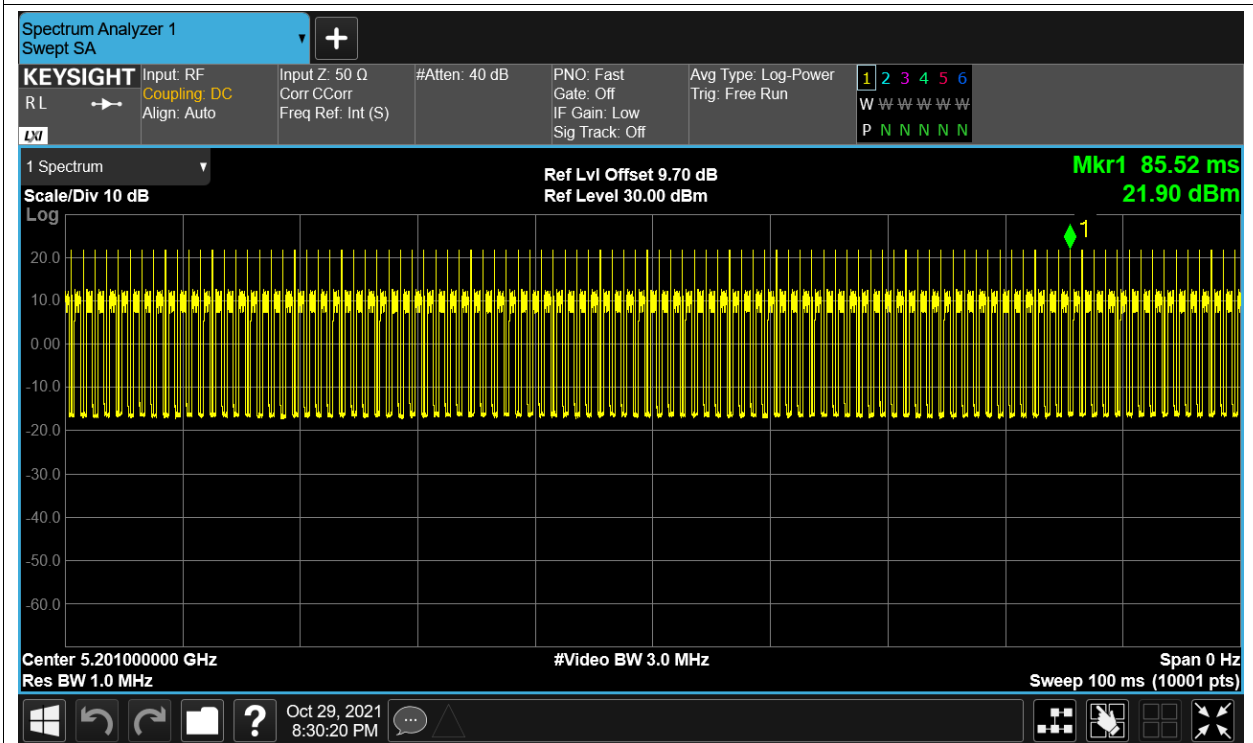 Spectrum Analyzer 1
Swept SA
KEYSIGHT
RL
LXI
Input: RF
Coupling: DC
Align: Auto
Input Z: 50 Ω
Corr CCorr
Freq Ref: Int (S)
#Atten: 40 dB
PNO: Fast
Gate: Off
IF Gain: Low
Sig Track: Off
Avg Type: Log-Power
Trig: Free Run
1 2 3 4 5 6
W W W W W W
P N N N N N
1 Spectrum
Scale/Div 10 dB
Ref Lvl Offset 9.70 dB
Ref Level 30.00 dBm
Mkr1 85.52 ms
21.90 dBm
Log
1
20.0
10.0
0.00
-10.0
-20.0
-30.0
-40.0
-50.0
-60.0
Center 5.201000000 GHz
#Video BW 3.0 MHz
Span 0 Hz
Res BW 1.0 MHz
Sweep 100 ms (10001 pts)
?
Oct 29, 2021
8:30:20 PM